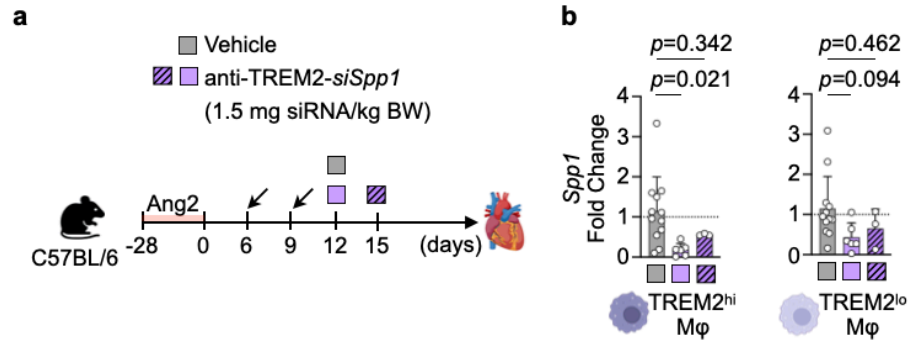 a
Vehicle
anti-TREM2-siSpp1
(1.5 mg siRNA/kg BW)
Ang2
C57BL/6
-28 0 6 9 12 15 (days)
b
p=0.342
p=0.021
Spp1
Fold Change
4
3
2
1
0
TREM2hi
Mφ
p=0.462
p=0.094
4
3
2
1
0
TREM2lo
Mφ